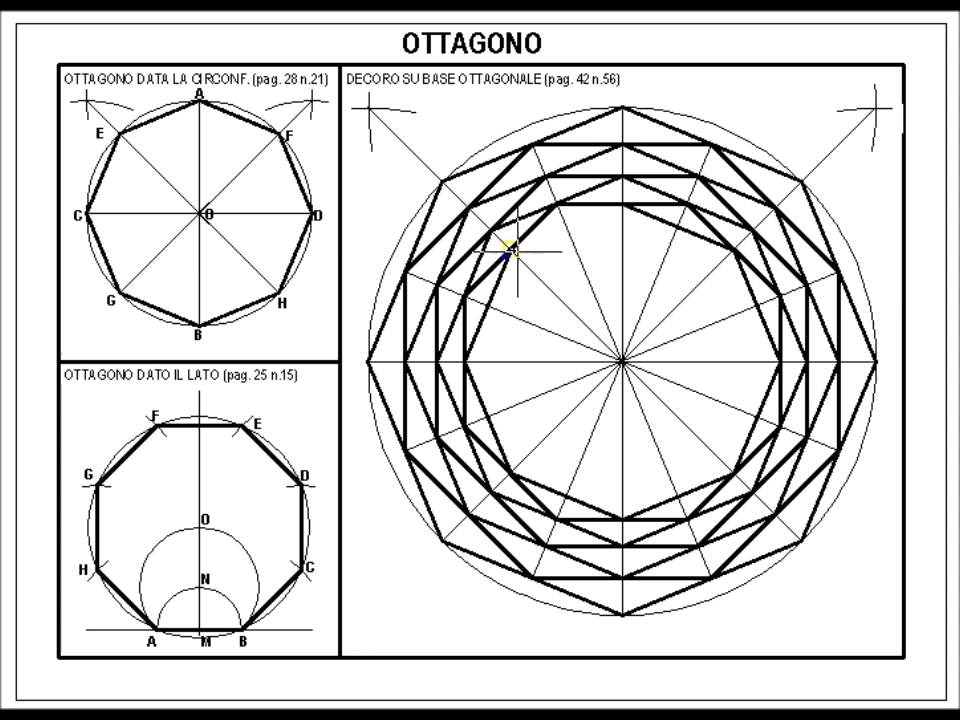 OTTAGONO
OTTAGONO DATA LA CIRCONF. (pag. 28 n.21)
A
E
F
C
O
D
G
H
B
DECORO SU BASE OTTAGONALE (pag. 42 n.56)
OTTAGONO DATO IL LATO (pag. 25 n.15)
F
E
G
D
O
H
N
C
A
M
B